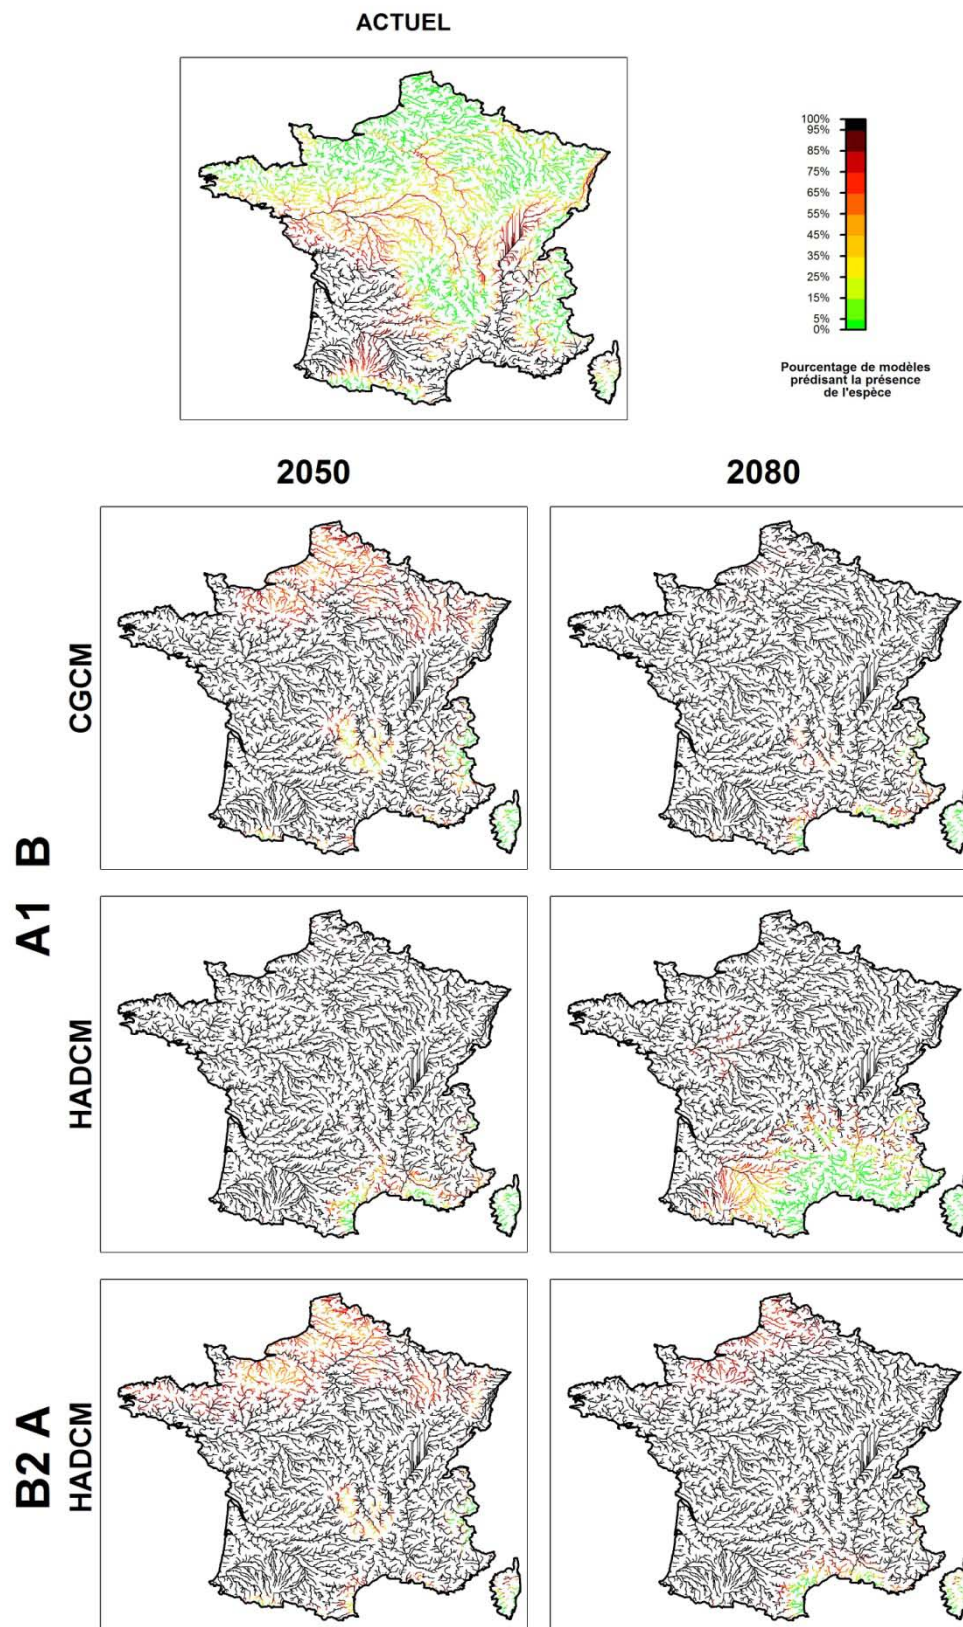 ACTUEL
100%
95%
85%
75%
65%
55%
45%
35%
25%
15%
5%
0%
Pourcentage de modèles
prédisant la présence
de l'espèce
2050
2080
CGCM
A1 B
HADCM
B2 A
HADCM